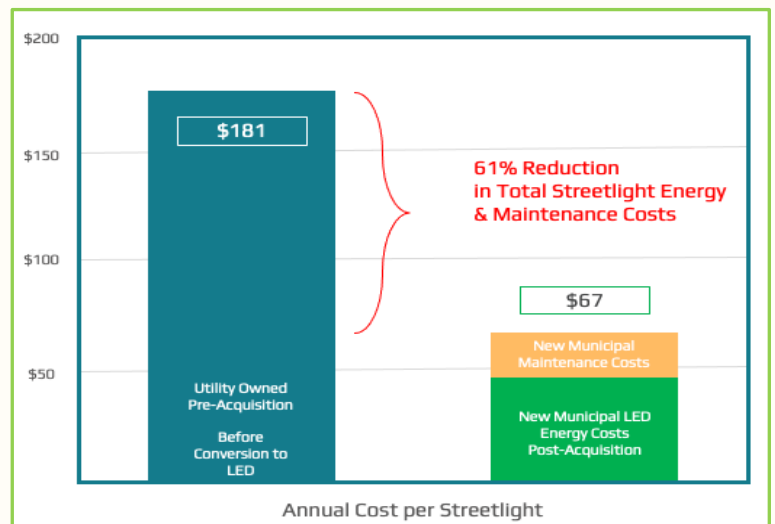 $200
$181
$150
61% Reduction
in Total Streetlight Energy
& Maintenance Costs
$100
$67
New Municipal
Maintenance Costs
$50
Utility Owned
Pre-Acquisition
Before
Conversion to
LED
New Municipal LED
Energy Costs
Post-Acquisition
Annual Cost per Streetlight